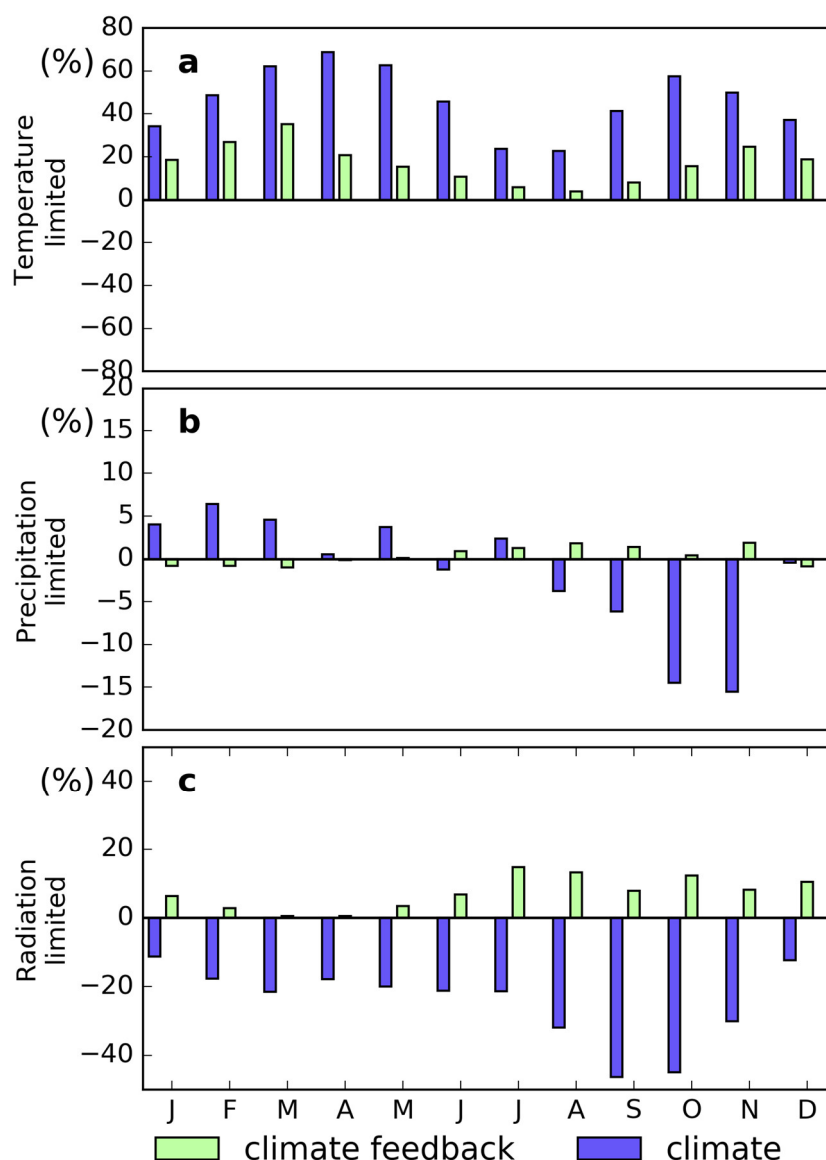 80
(%) a
60
40
20
0
−20
−40
−60
−80
Temperature
limited
20
(%) b
15
10
5
0
−5
−10
−15
−20
Precipitation
limited
(%) c
40
20
0
−20
−40
Radiation
limited
J F M A M J J A S O N D
climate feedback climate